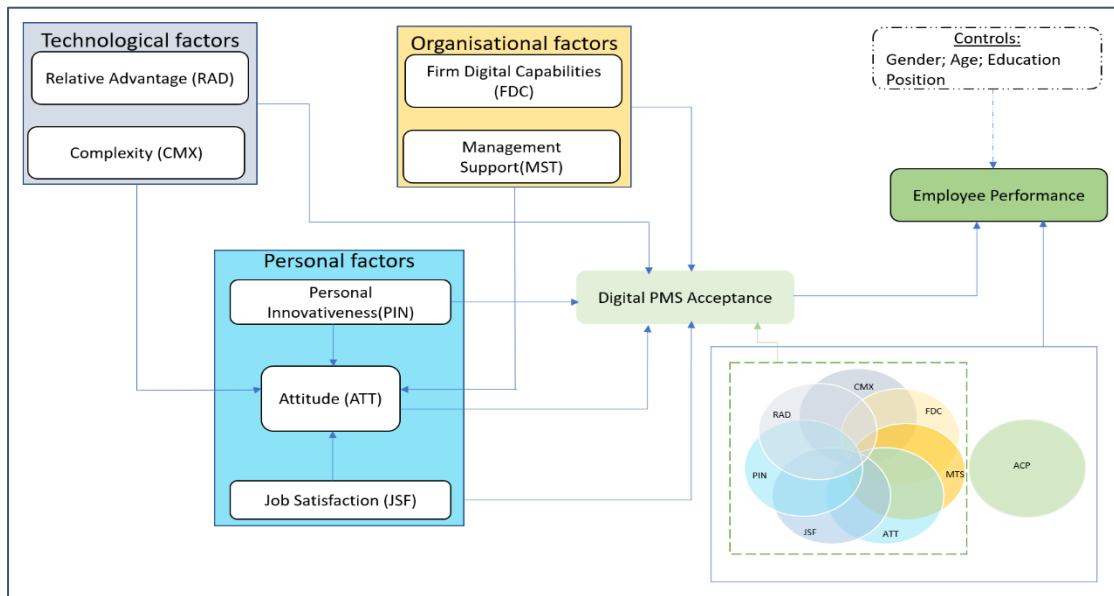 Technological factors
Relative Advantage (RAD)
Complexity (CMX)
Organisational factors
Firm Digital Capabilities
(FDC)
Management
Support(MST)
Controls:
Gender; Age; Education
Position
Employee Performance
Personal factors
Personal
Innovativeness(PIN)
Attitude (ATT)
Job Satisfaction (JSF)
Digital PMS Acceptance
CMX
RAD
FDC
PIN
MTS
JSF
ATT
ACP